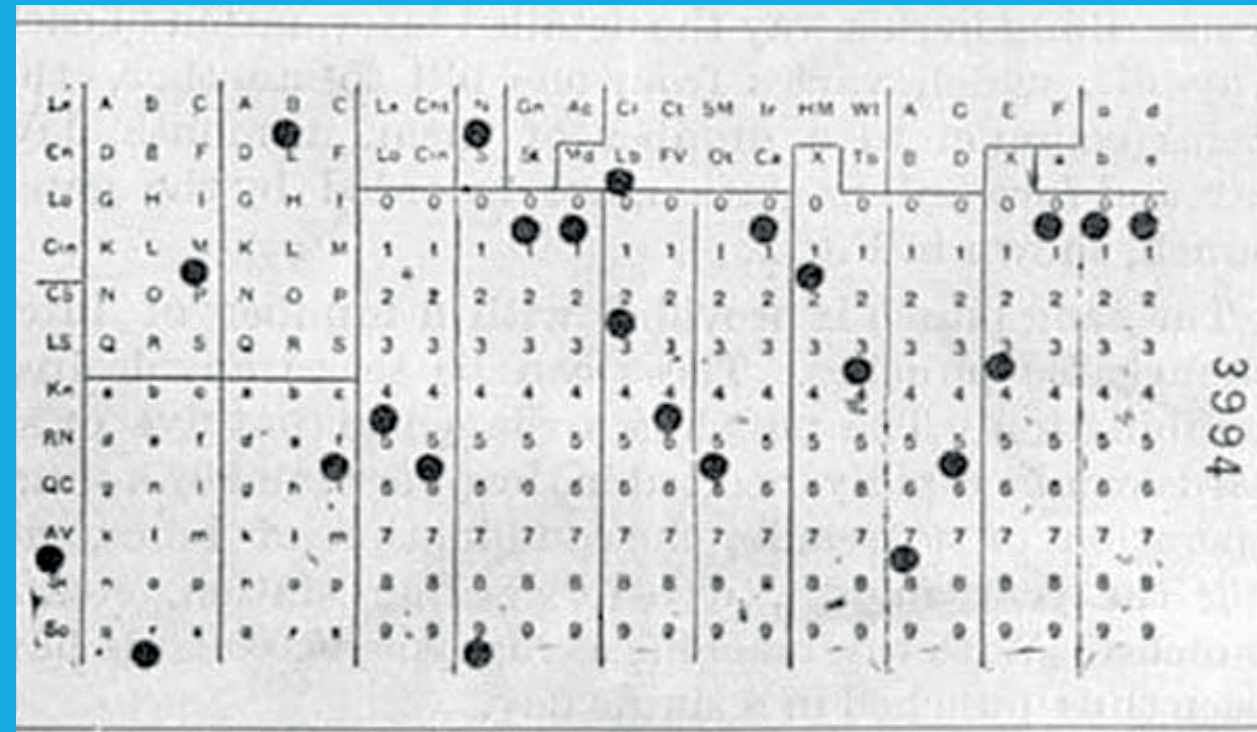 La A B C A B C La Cht N Gn Ad Cr Ct SM Ir HM WI A C E F a d
Cn D E F D E F Lo Cin S SK Md Lb FV Ot Ca X Tb B D X a b e
Lo G H I G H I 0 0 0 0 0 0 0 0 0 0 0 0 0 0 0 0 0
Cin K L M K L M 1 1 1 1 1 1 1 1 1 1 1 1 1 1 1 1 1
CS N O P N O P 2 2 2 2 2 2 2 2 2 2 2 2 2 2 2 2 2
LS Q R S Q R S 3 3 3 3 3 3 3 3 3 3 3 3 3 3 3 3 3
Kn a b c a b c 4 4 4 4 4 4 4 4 4 4 4 4 4 4 4 4 4
RN d e f d e f 5 5 5 5 5 5 5 5 5 5 5 5 5 5 5 5 5
QC g h i g h i 6 6 6 6 6 6 6 6 6 6 6 6 6 6 6 6 6
AV k l m k l m 7 7 7 7 7 7 7 7 7 7 7 7 7 7 7 7 7
n o p n o p 8 8 8 8 8 8 8 8 8 8 8 8 8 8 8 8 8
So q r s q r s 9 9 9 9 9 9 9 9 9 9 9 9 9 9 9 9 9
3994